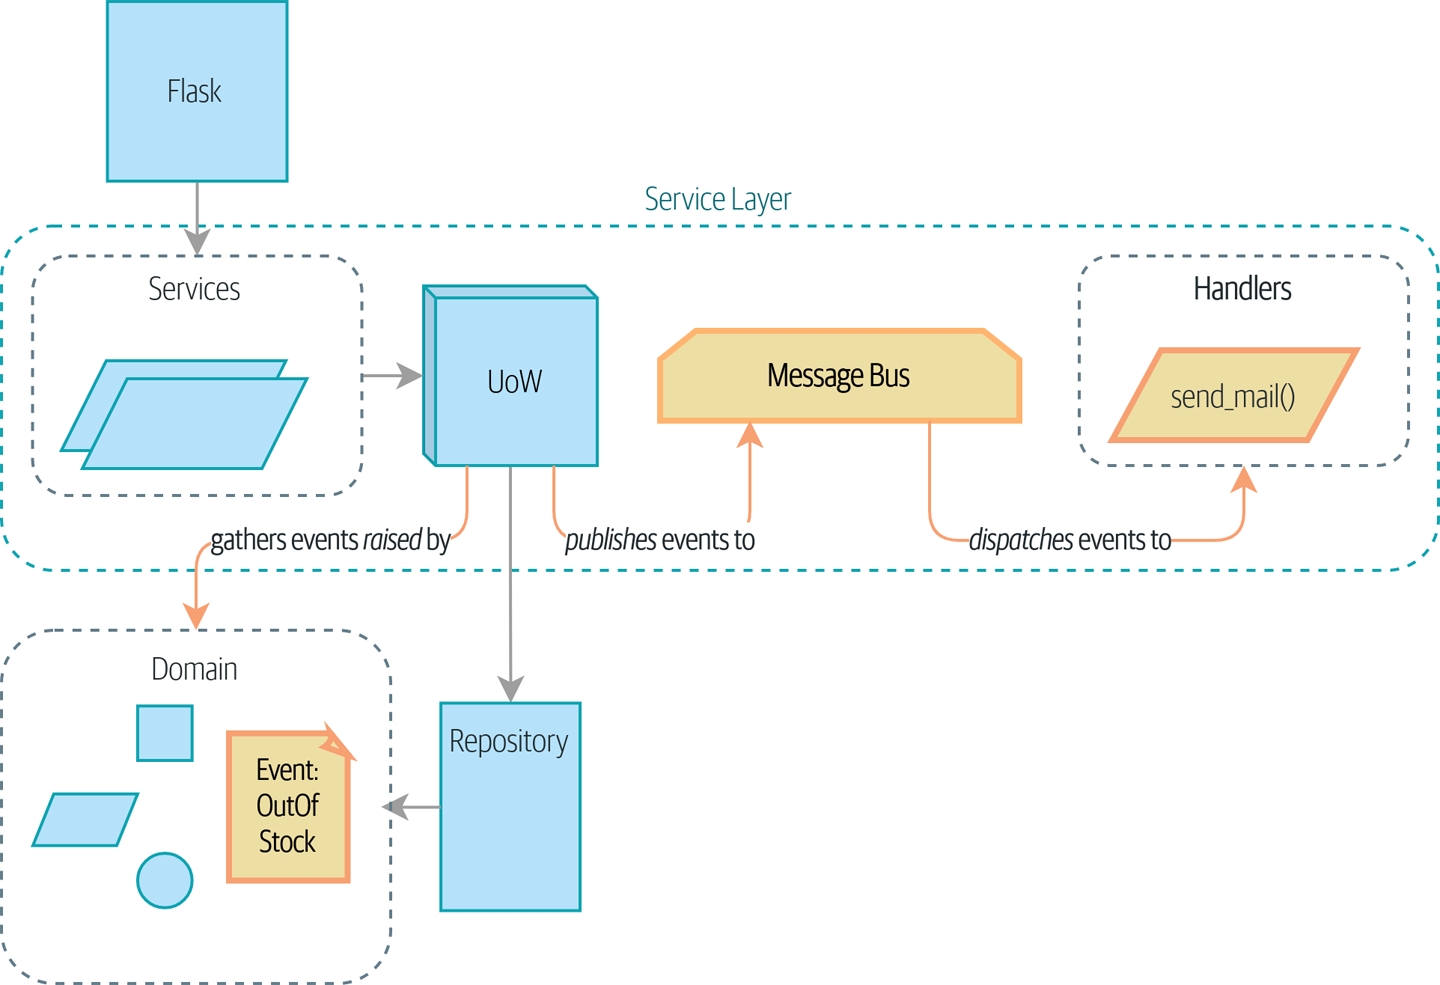 Flask
Service Layer
Services
UoW
Message Bus
Handlers
send_mail()
gathers events raised by
publishes events to
dispatches events to
Domain
Event:
OutOf
Stock
Repository